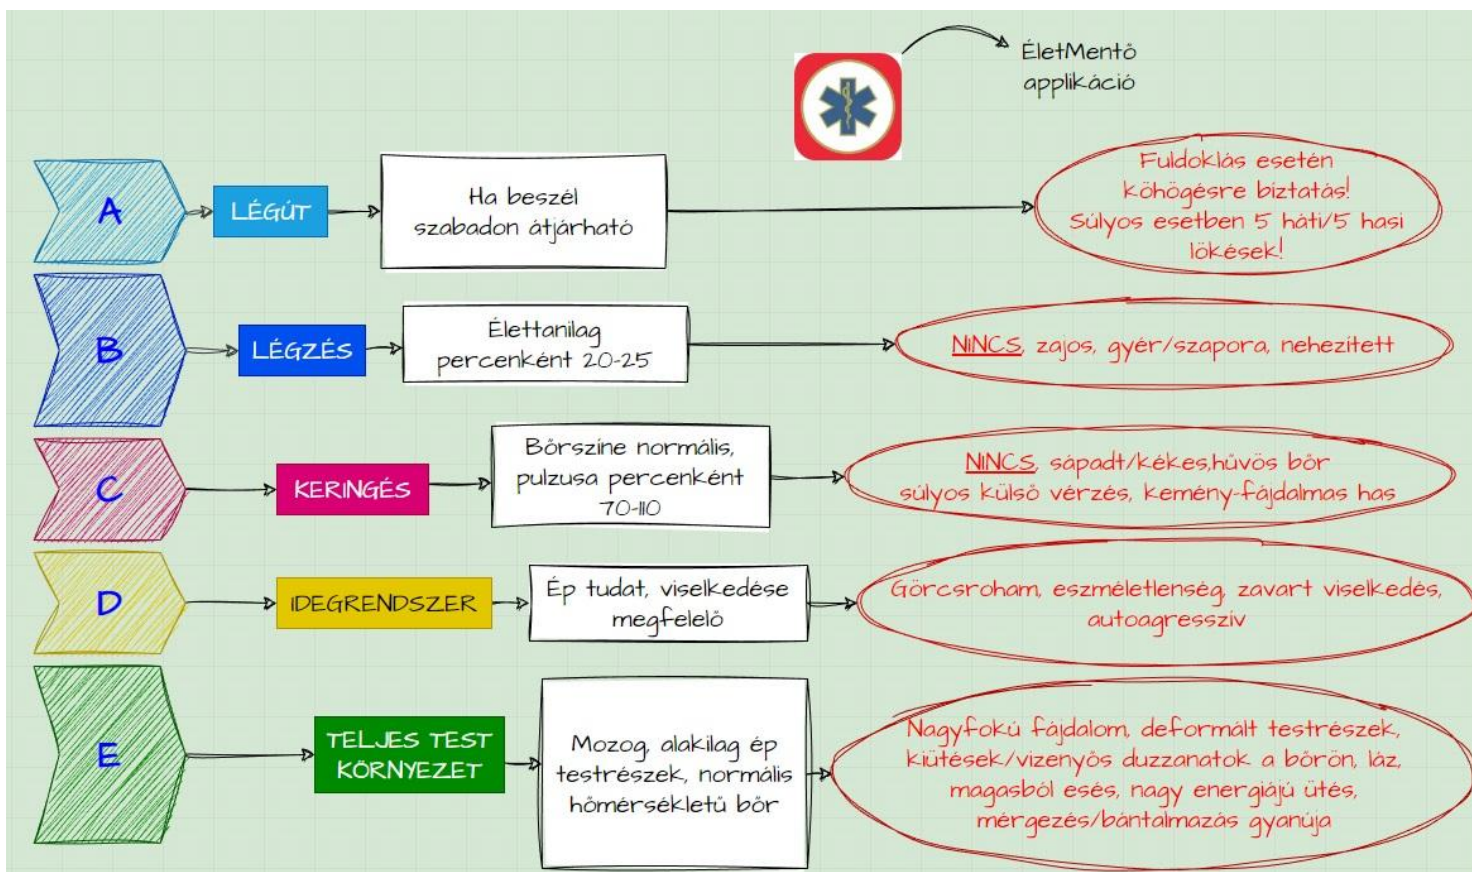 ÉletMentő
applikáció
A
LÉGÚT
Ha beszél
szabadon átjárható
Fuldoklás esetén
köhögésre biztatás!
Súlyos esetben 5 háti/5 hasi
lökések!
B
LÉGZÉS
Élettanilag
percenként 20-25
NINCS, zajos, gyér/szapora, nehezített
C
KERINGÉS
Bőrszíne normális,
pulzusa percenként
70-110
NINCS, sápadt/kékes,hűvös bőr
súlyos külső vérzés, kemény-fájdalmas has
D
IDEGRENDSZER
Ép tudat, viselkedése
megfelelő
Görcsroham, eszméletlenség, zavart viselkedés,
autoagresszív
E
TELJES TEST
KÖRNYEZET
Mozog, alakilag ép
testrészek, normális
hőmérsékletű bőr
Nagyfokú fájdalom, deformált testrészek,
kiütések/vizenyős duzzanatok a bőrön, láz,
magasból esés, nagy energiájú ütés,
mérgezés/bántalmazás gyanúja